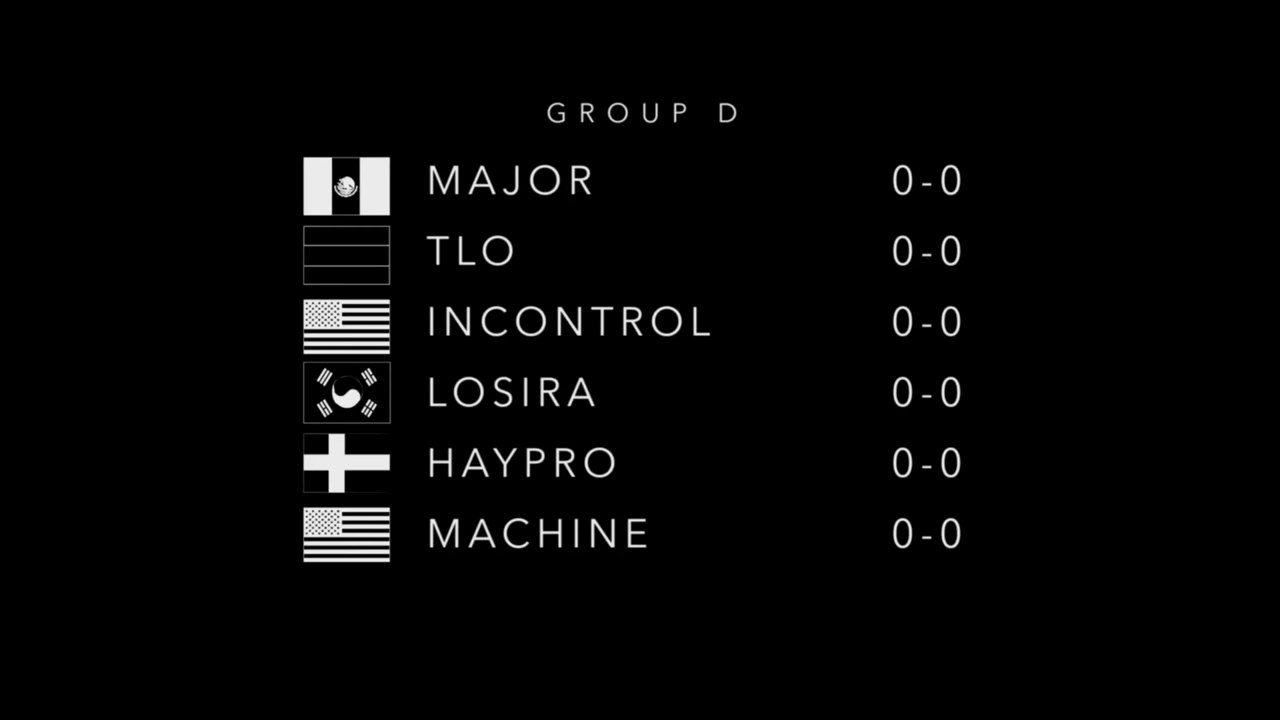 GROUP D
MAJOR 0-0
TLO 0-0
INCONTROL 0-0
LOSIRA 0-0
HAYPRO 0-0
MACHINE 0-0